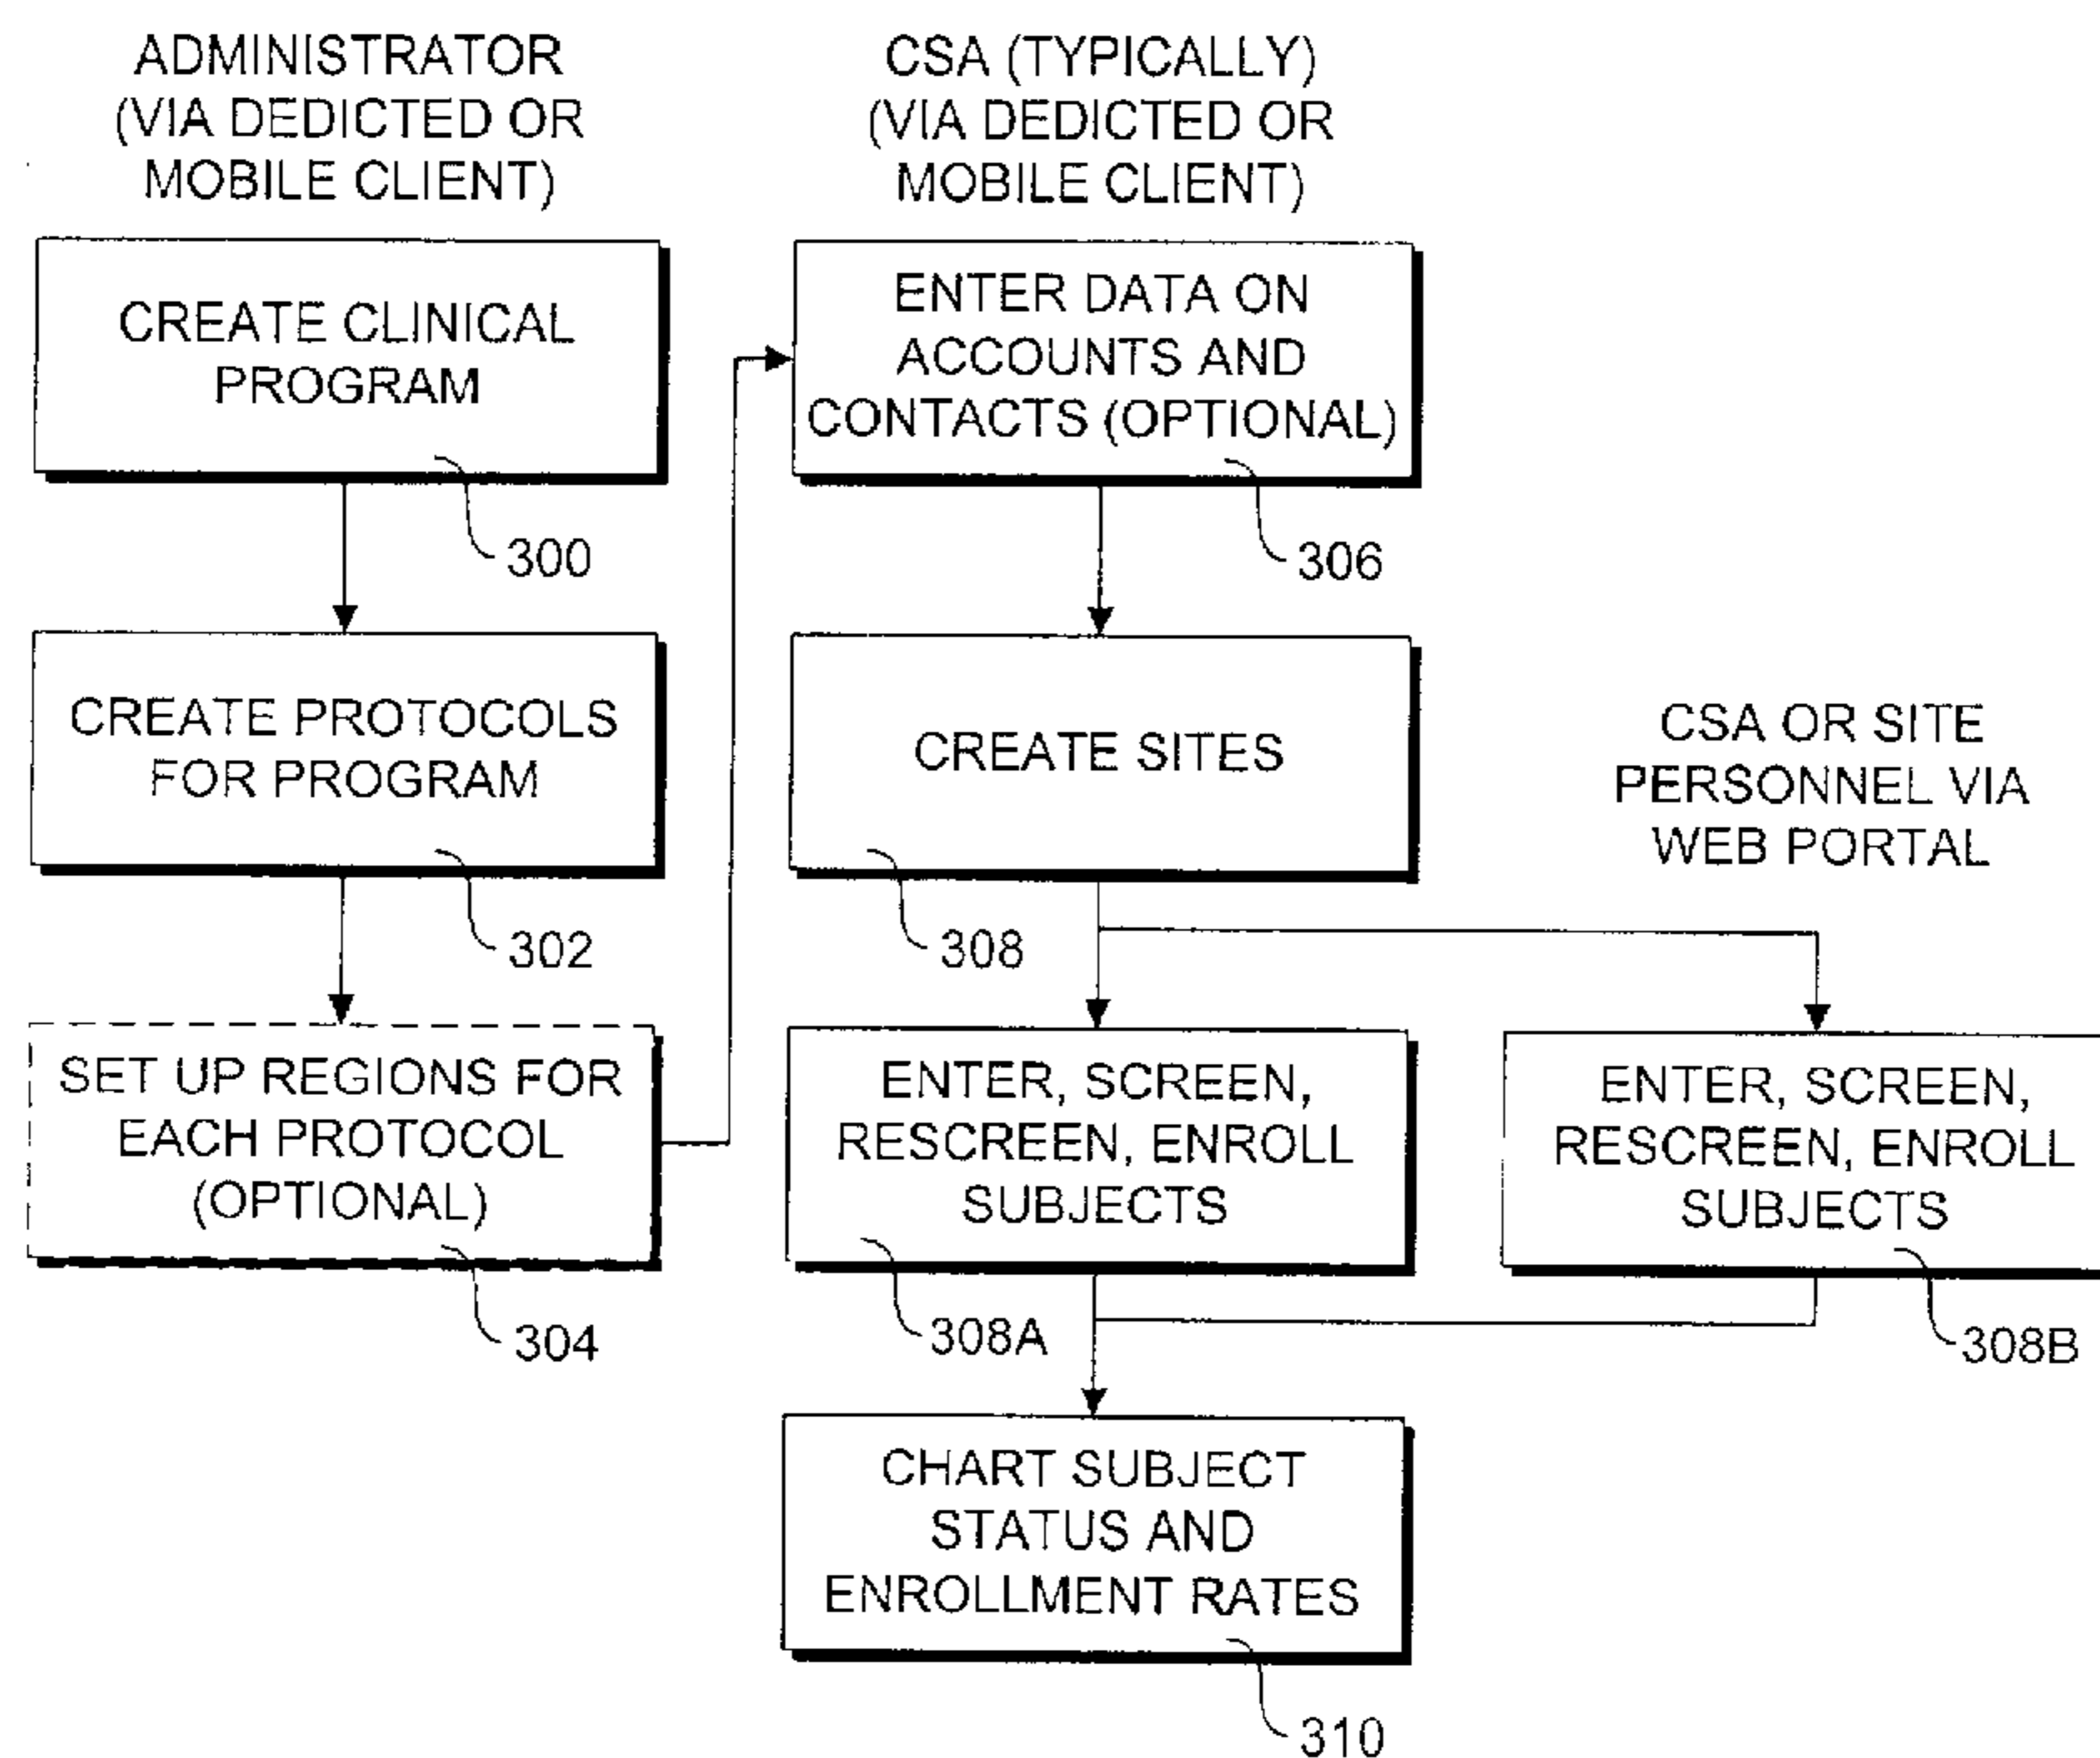 ADMINISTRATOR
(VIA DEDICTED OR
MOBILE CLIENT)
CREATE CLINICAL
PROGRAM
300
CREATE PROTOCOLS
FOR PROGRAM
302
SET UP REGIONS FOR
EACH PROTOCOL
(OPTIONAL)
304
CSA (TYPICALLY)
(VIA DEDICTED OR
MOBILE CLIENT)
ENTER DATA ON
ACCOUNTS AND
CONTACTS (OPTIONAL)
306
CREATE SITES
308
ENTER, SCREEN,
RESCREEN, ENROLL
SUBJECTS
308A
CSA OR SITE
PERSONNEL VIA
WEB PORTAL
ENTER, SCREEN,
RESCREEN, ENROLL
SUBJECTS
308B
CHART SUBJECT
STATUS AND
ENROLLMENT RATES
310